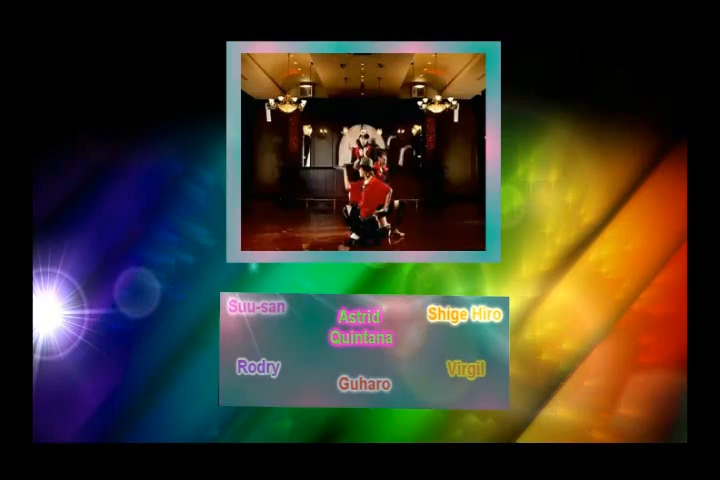 Suu-san
Astrid
Quintana
Shige Hiro
Rodry
Guharo
Virgil